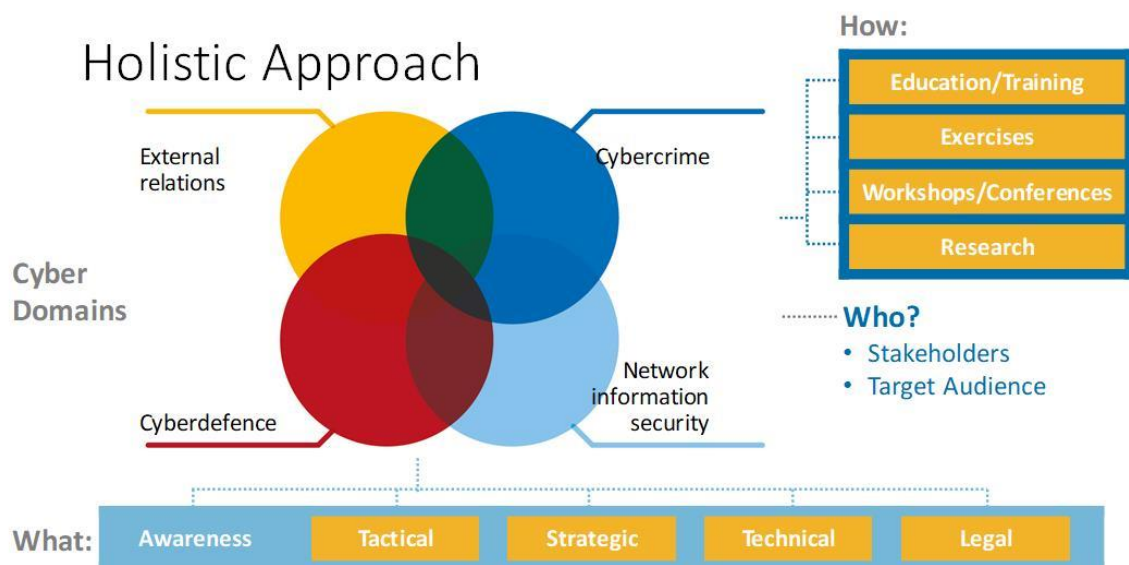 How:
Holistic Approach
Education/Training
Exercises
Workshops/Conferences
Research
External
relations
Cybercrime
Cyber
Domains
Who?
• Stakeholders
• Target Audience
Cyberdefence
Network
information
security
What:
Awareness
Tactical
Strategic
Technical
Legal